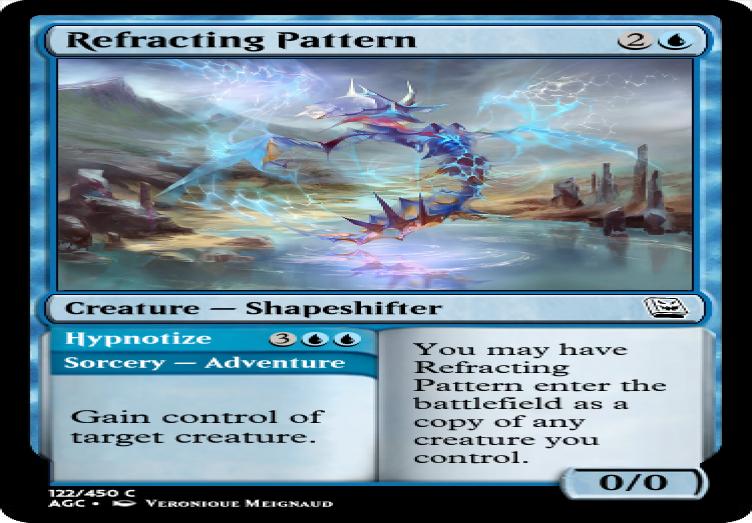 Refracting Pattern 2
Creature — Shapeshifter
Hypnotize 3
Sorcery — Adventure
Gain control of
target creature.
You may have
Refracting
Pattern enter the
battlefield as a
copy of any
creature you
control.
0/0
122/450 C
AGC • Veronique Meignaud